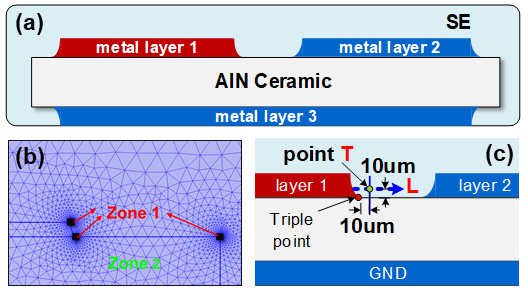 (a)
SE
metal layer 1
metal layer 2
AlN Ceramic
metal layer 3
(b)
Zone 1
Zone 2
(c)
point T
10um
L
layer 1
layer 2
Triple
point
10um
GND